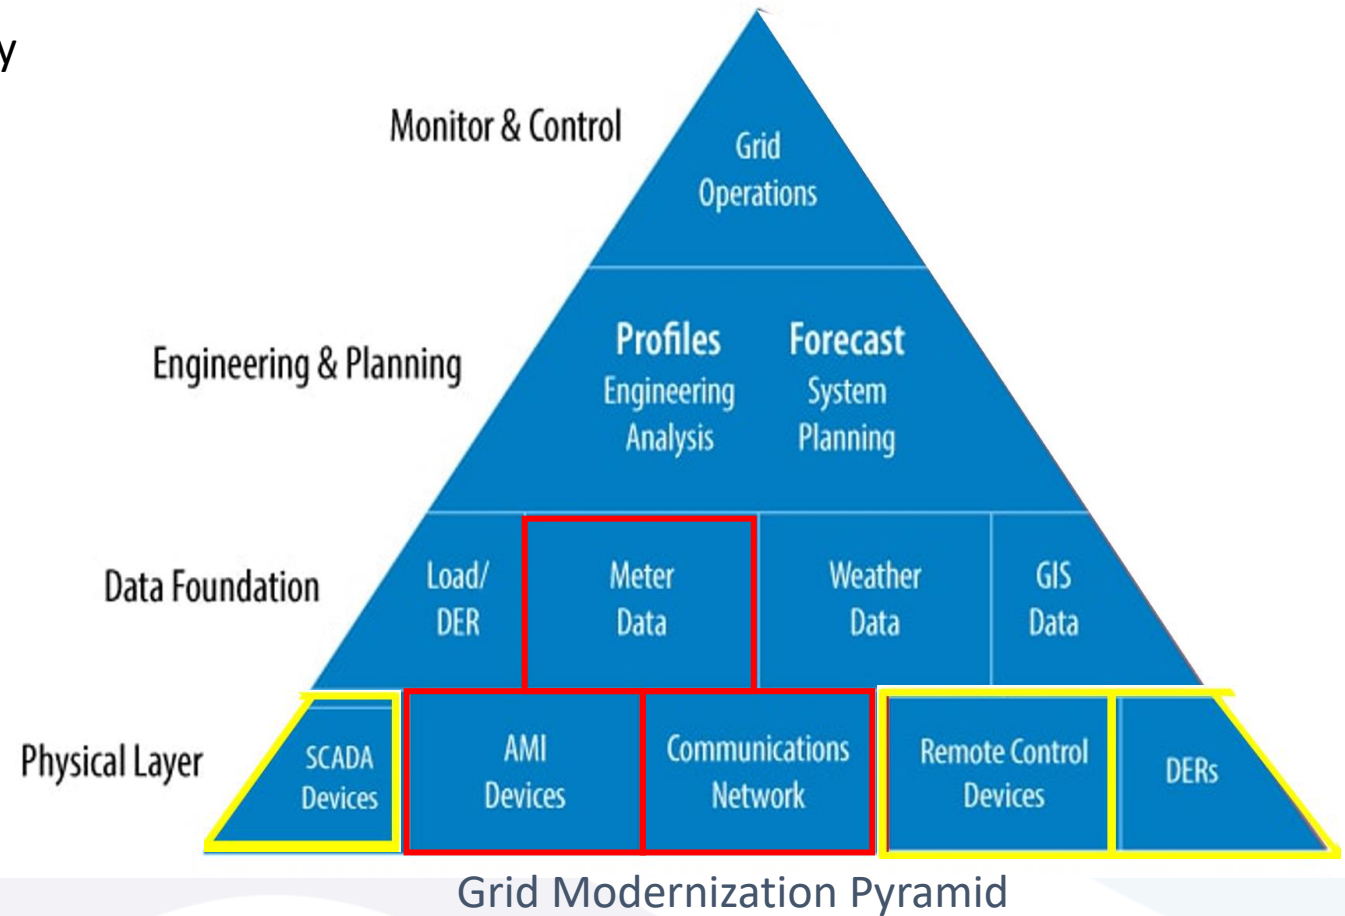 y
Monitor & Control
Grid
Operations
Engineering & Planning
Profiles
Engineering
Analysis
Forecast
System
Planning
Data Foundation
Load/
DER
Meter
Data
Weather
Data
GIS
Data
Physical Layer
SCADA
Devices
AMI
Devices
Communications
Network
Remote Control
Devices
DERs
Grid Modernization Pyramid